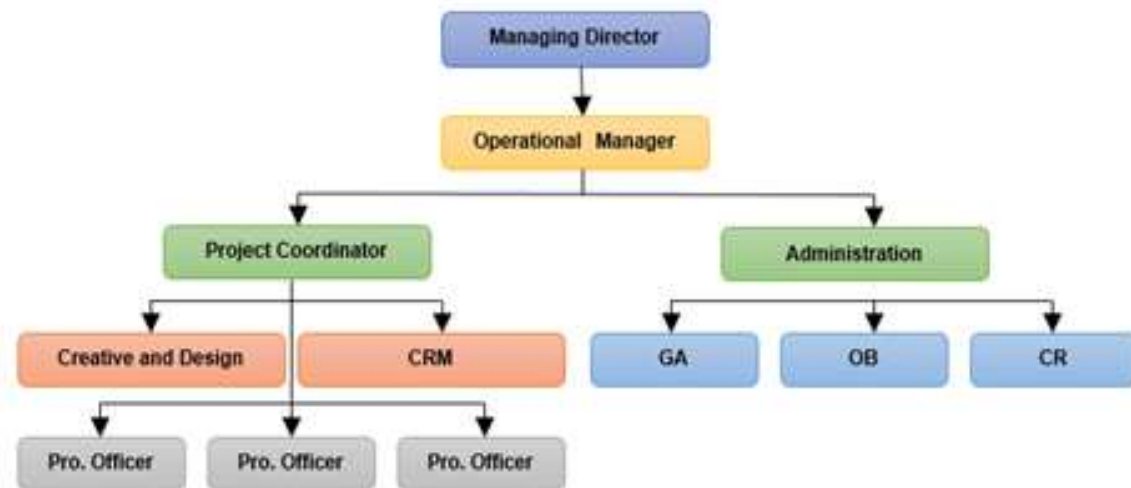 Managing Director
Operational Manager
Project Coordinator
Administration
Creative and Design
CRM
GA
OB
CR
Pro. Officer
Pro. Officer
Pro. Officer